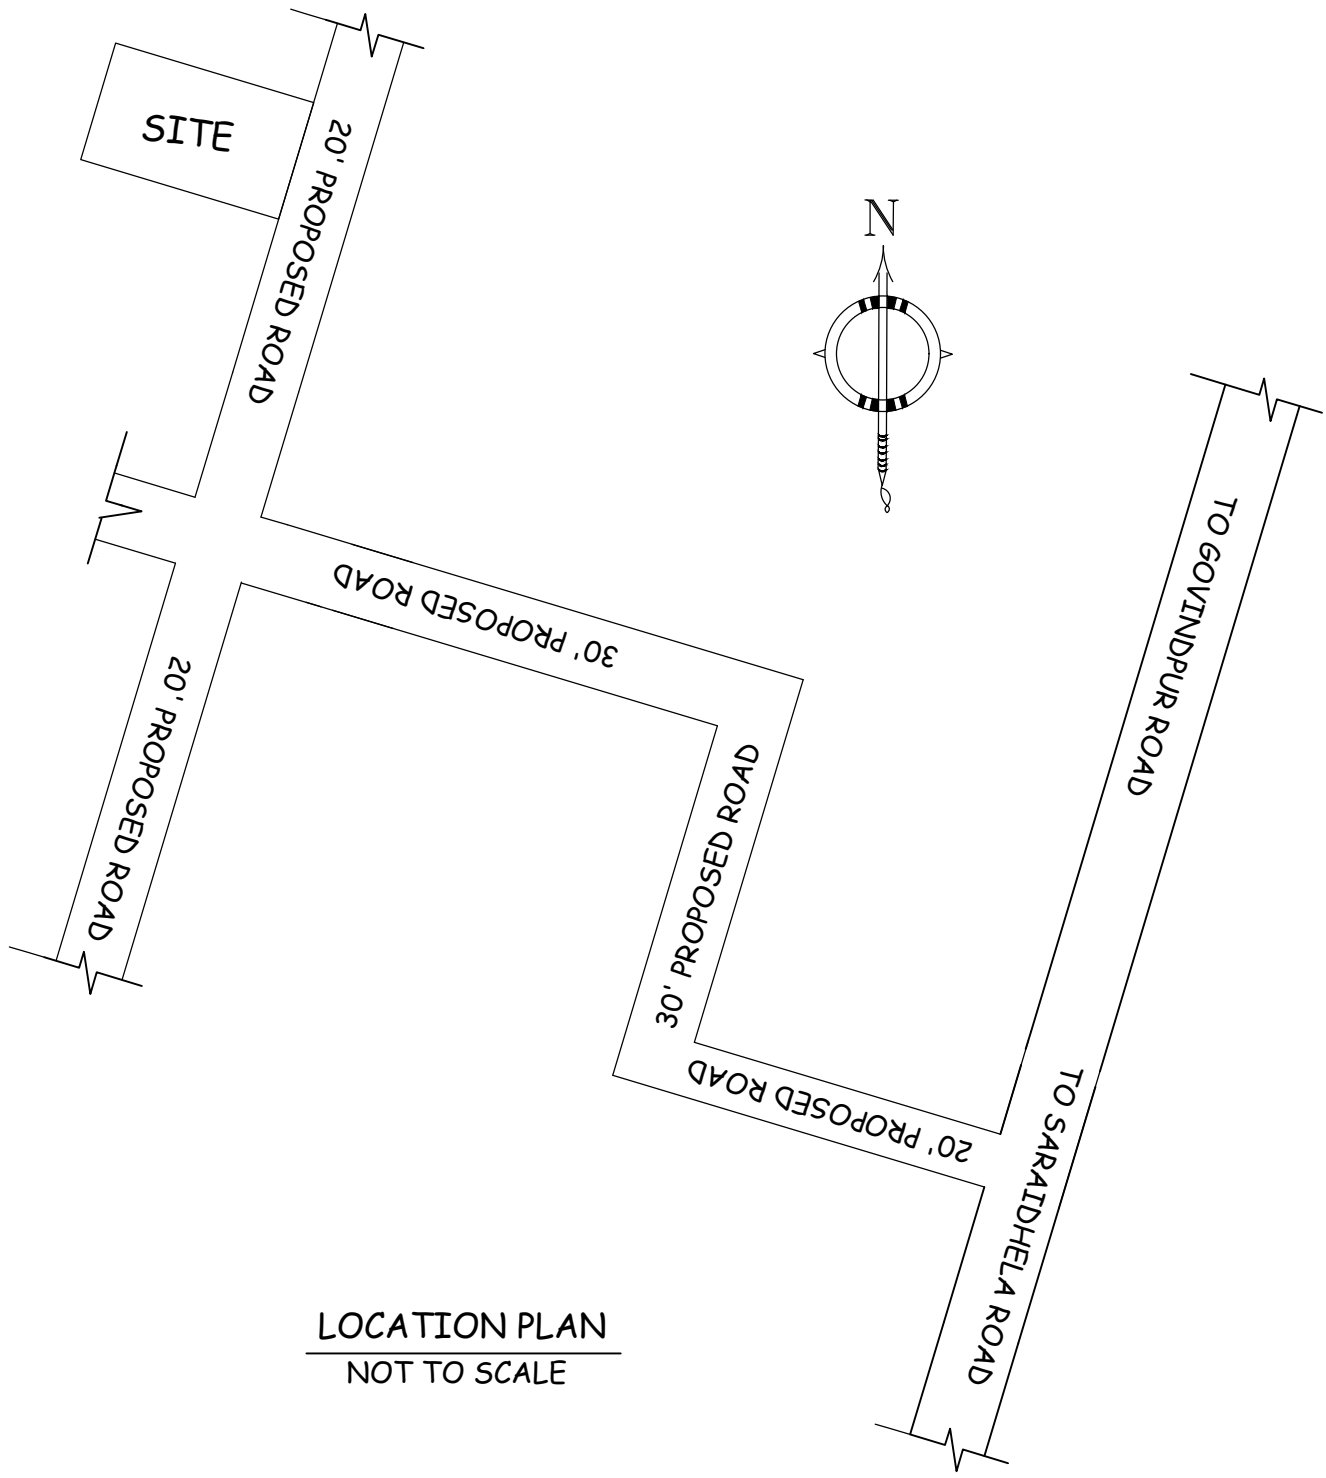 SITE
20' PROPOSED ROAD
N
TO GOVINDPUR ROAD
30' PROPOSED ROAD
20' PROPOSED ROAD
30' PROPOSED ROAD
20' PROPOSED ROAD
TO SARAIDHELA ROAD
LOCATION PLAN
NOT TO SCALE